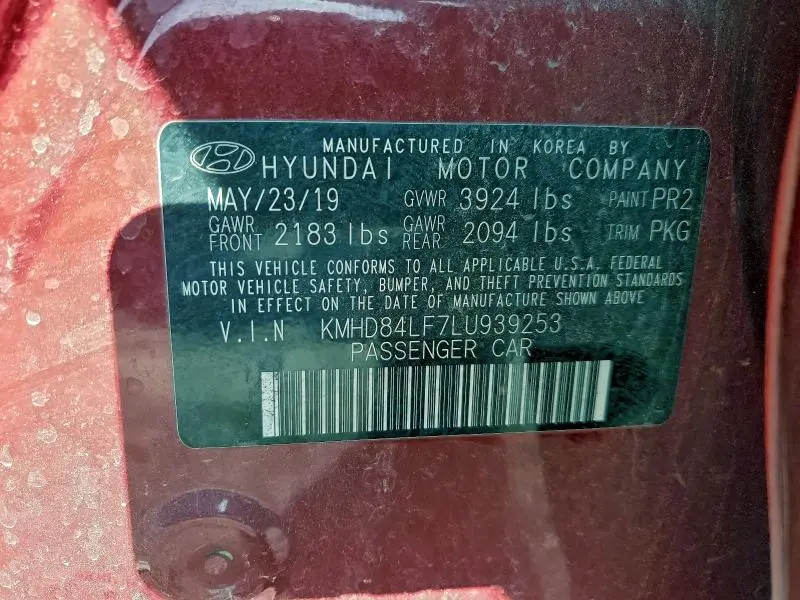 MANUFACTURED IN KOREA BY
HYUNDAI MOTOR COMPANY
MAY/23/19 GVWR 3924 lbs PAINT PR2
GAWR FRONT 2183 lbs GAWR REAR 2094 lbs TRIM PKG
THIS VEHICLE CONFORMS TO ALL APPLICABLE U.S.A. FEDERAL
MOTOR VEHICLE SAFETY, BUMPER, AND THEFT PREVENTION STANDARDS
IN EFFECT ON THE DATE OF MANUFACTURE SHOWN ABOVE
V.I.N KMHD84LF7LU939253
PASSENGER CAR